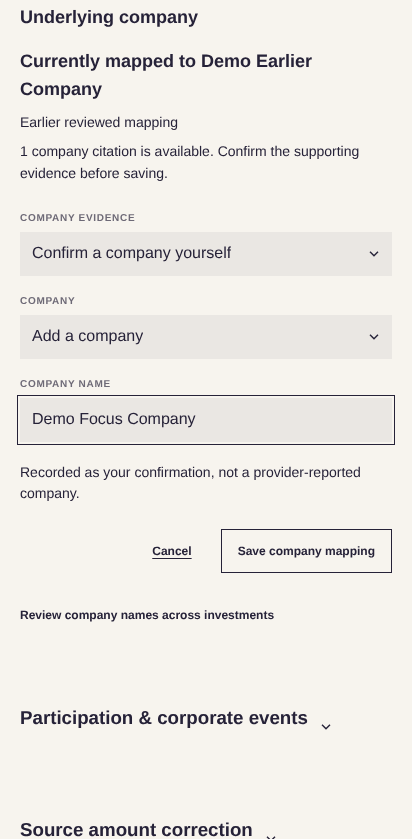 Underlying company
Currently mapped to Demo Earlier
Company
Earlier reviewed mapping
1 company citation is available. Confirm the supporting
evidence before saving.
COMPANY EVIDENCE
Confirm a company yourself
COMPANY
Add a company
COMPANY NAME
Demo Focus Company
Recorded as your confirmation, not a provider-reported
company.
Cancel
Save company mapping
Review company names across investments
Participation & corporate events
Source amount correction